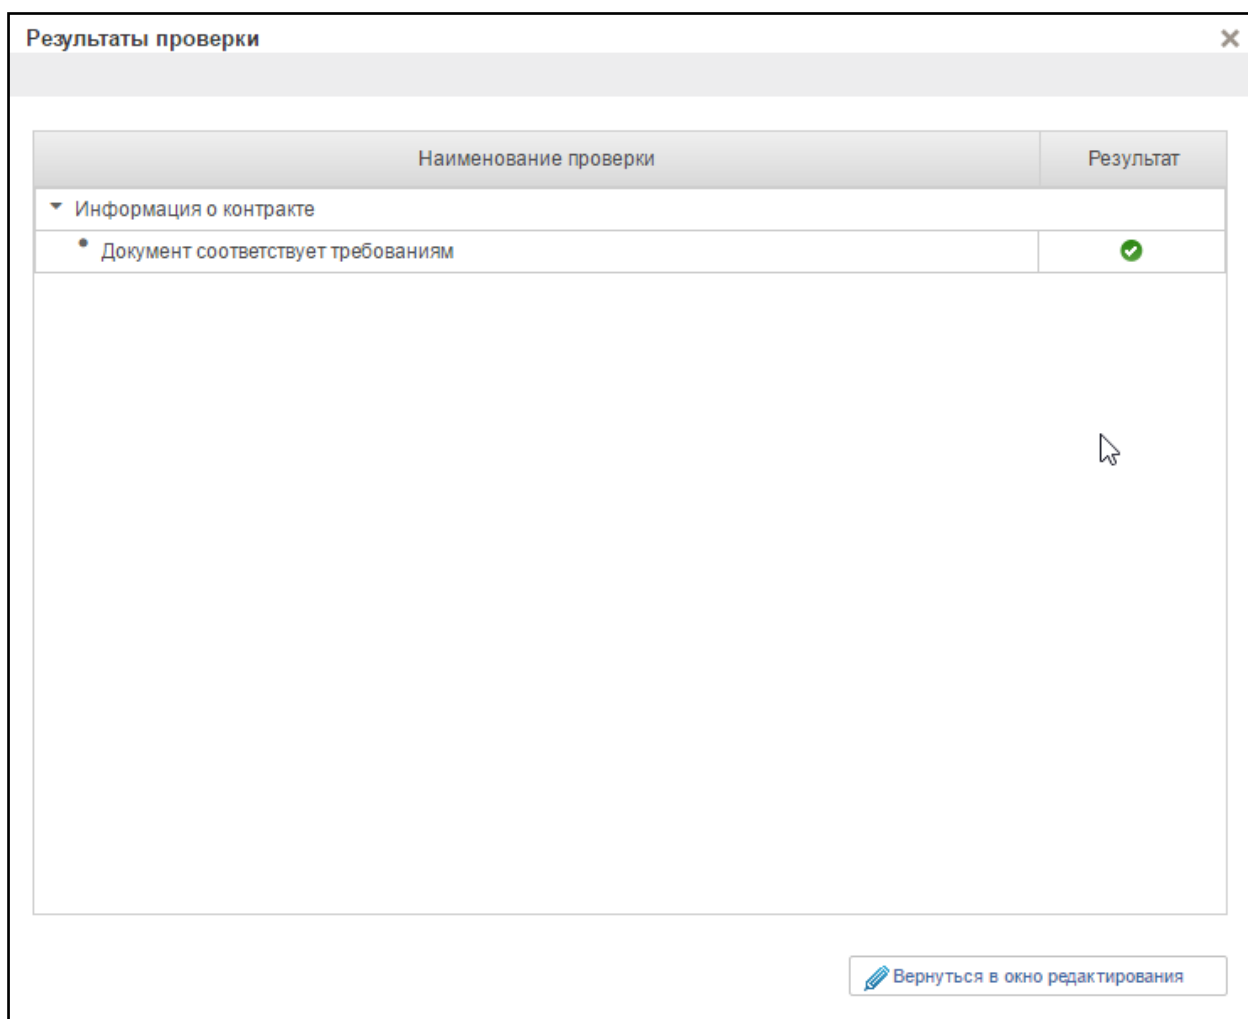 Результаты проверки
Наименование проверки Результат
Информация о контракте
Документ соответствует требованиям
Вернуться в окно редактирования